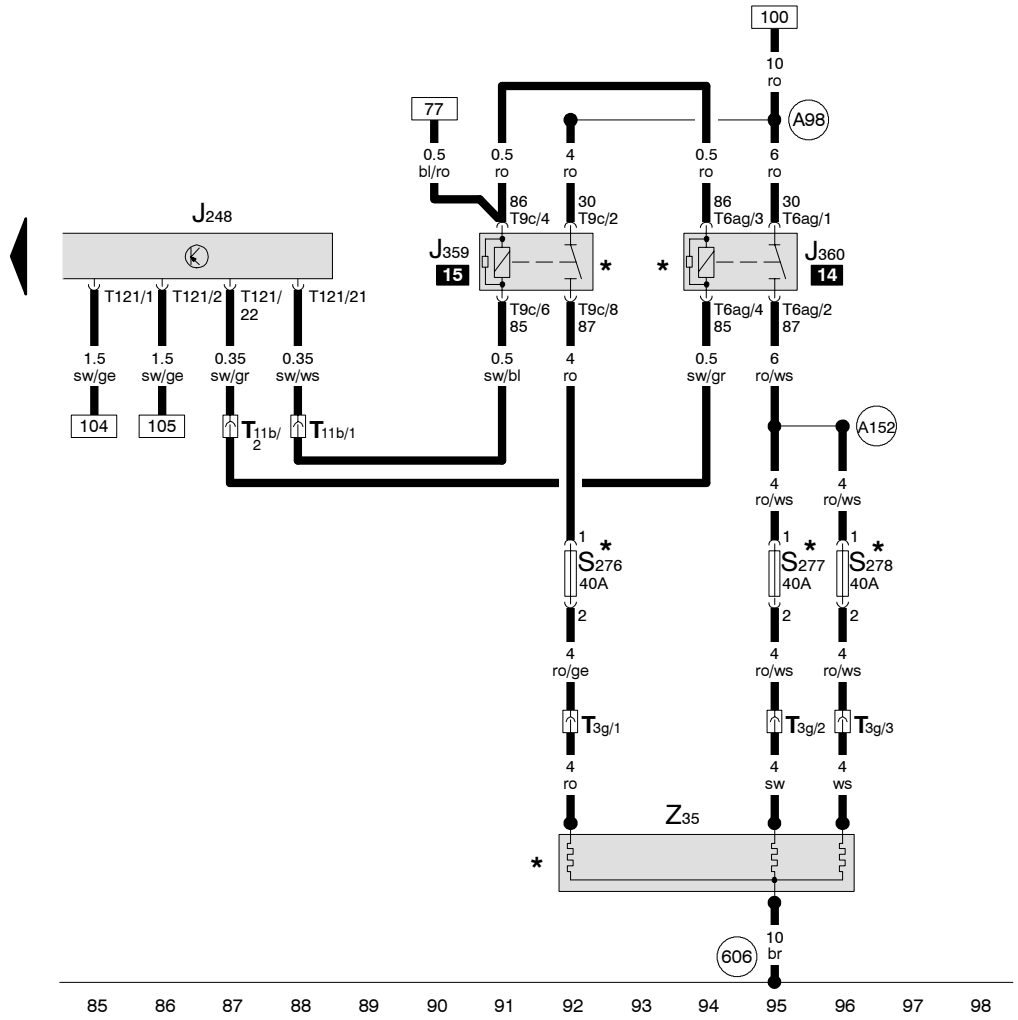 100
10
ro
77
A98
0.5
bl/ro
0.5
ro
4
ro
0.5
ro
6
ro
J248
86
T9c/4
30
T9c/2
86
T6ag/3
30
T6ag/1
J359
15
*
*
J360
14
T121/1
T121/2
T121/
22
T121/21
T9c/6
85
T9c/8
87
T6ag/4
85
T6ag/2
87
1.5
sw/ge
1.5
sw/ge
0.35
sw/gr
0.35
sw/ws
0.5
sw/bl
4
ro
0.5
sw/gr
6
ro/ws
104
105
T11b/
2
T11b/1
A152
4
ro/ws
4
ro/ws
1
S276
*
40A
2
1
S277
*
40A
2
1
S278
*
40A
2
4
ro/ge
4
ro/ws
4
ro/ws
T3g/1
T3g/2
T3g/3
4
ro
4
sw
4
ws
Z35
*
10
br
606
85 86 87 88 89 90 91 92 93 94 95 96 97 98